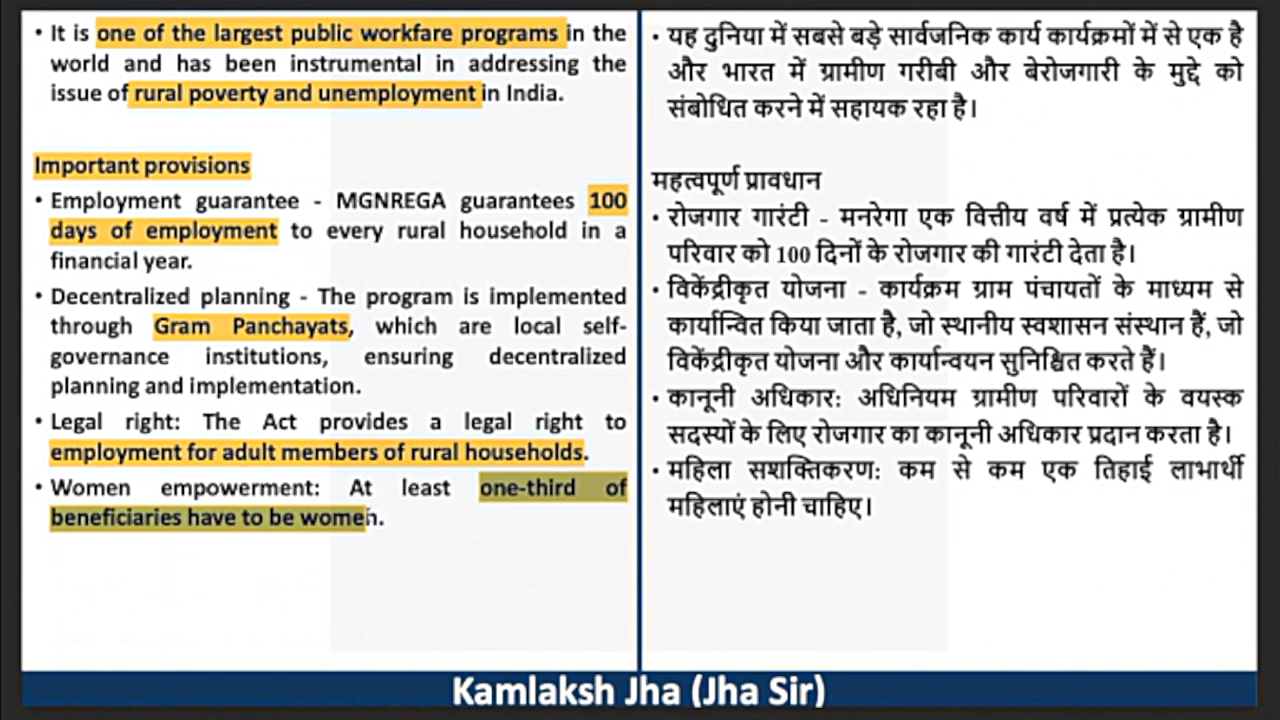 • It is one of the largest public workfare programs in the
world and has been instrumental in addressing the
issue of rural poverty and unemployment in India.
Important provisions
• Employment guarantee - MGNREGA guarantees 100
days of employment to every rural household in a
financial year.
• Decentralized planning - The program is implemented
through Gram Panchayats, which are local self-
governance institutions, ensuring decentralized
planning and implementation.
• Legal right: The Act provides a legal right to
employment for adult members of rural households.
• Women empowerment: At least one-third of
beneficiaries have to be women.
• यह दुनिया में सबसे बड़े सार्वजनिक कार्य कार्यक्रमों में से एक है
और भारत में ग्रामीण गरीबी और बेरोजगारी के मुद्दे को
संबोधित करने में सहायक रहा है।
महत्वपूर्ण प्रावधान
• रोजगार गारंटी - मनरेगा एक वित्तीय वर्ष में प्रत्येक ग्रामीण
परिवार को 100 दिनों के रोजगार की गारंटी देता है।
• विकेंद्रीकृत योजना - कार्यक्रम ग्राम पंचायतों के माध्यम से
कार्यान्वित किया जाता है, जो स्थानीय स्वशासन संस्थान हैं, जो
विकेंद्रीकृत योजना और कार्यान्वयन सुनिश्चित करते हैं।
• कानूनी अधिकार: अधिनियम ग्रामीण परिवारों के वयस्क
सदस्यों के लिए रोजगार का कानूनी अधिकार प्रदान करता है।
• महिला सशक्तिकरण: कम से कम एक तिहाई लाभार्थी
महिलाएं होनी चाहिए।
Kamlaksh Jha (Jha Sir)